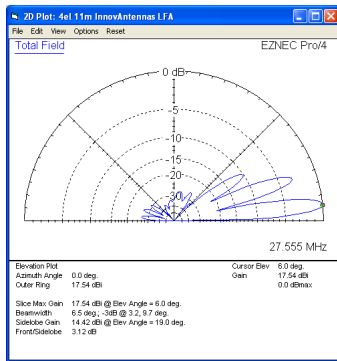 2D Plot: 4el 11m InnovAntennas LFA
File Edit View Options Reset
Total Field EZNEC Pro/4
0 dB
-5
-10
-15
-20
-30
27.555 MHz
Elevation Plot Cursor Elev 6.0 deg.
Azimuth Angle 0.0 deg. Gain 17.54 dBi
Outer Ring 17.54 dBi 0.0 dBmax
Slice Max Gain 17.54 dBi @ Elev Angle = 6.0 deg.
Beamwidth 6.5 deg.; -3dB @ 3.2, 9.7 deg.
Sidelobe Gain 14.42 dBi @ Elev Angle = 19.0 deg.
Front/Sidelobe 3.12 dB